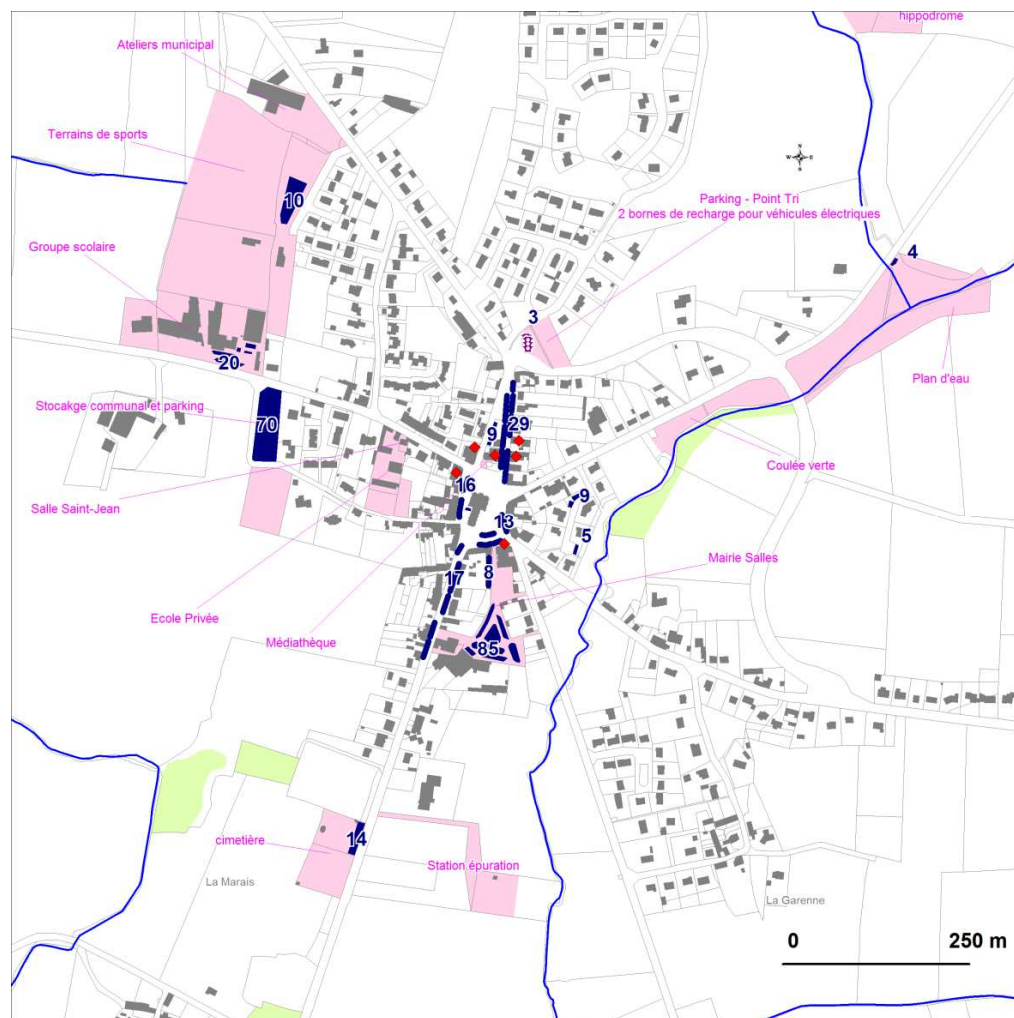 hippodrome
Ateliers municipal
Terrains de sports
Parking - Point Tri
2 bornes de recharge pour véhicules électriques
N
W E
S
10
Groupe scolaire
4
3
20
Plan d'eau
Stocakge communal et parking
70
9
29
Coulée verte
Salle Saint-Jean
16
9
13
5
Mairie Salles
17
8
Ecole Privée
Médiathèque
85
14
cimetière
Station épuration
La Marais
La Garenne
0 250 m